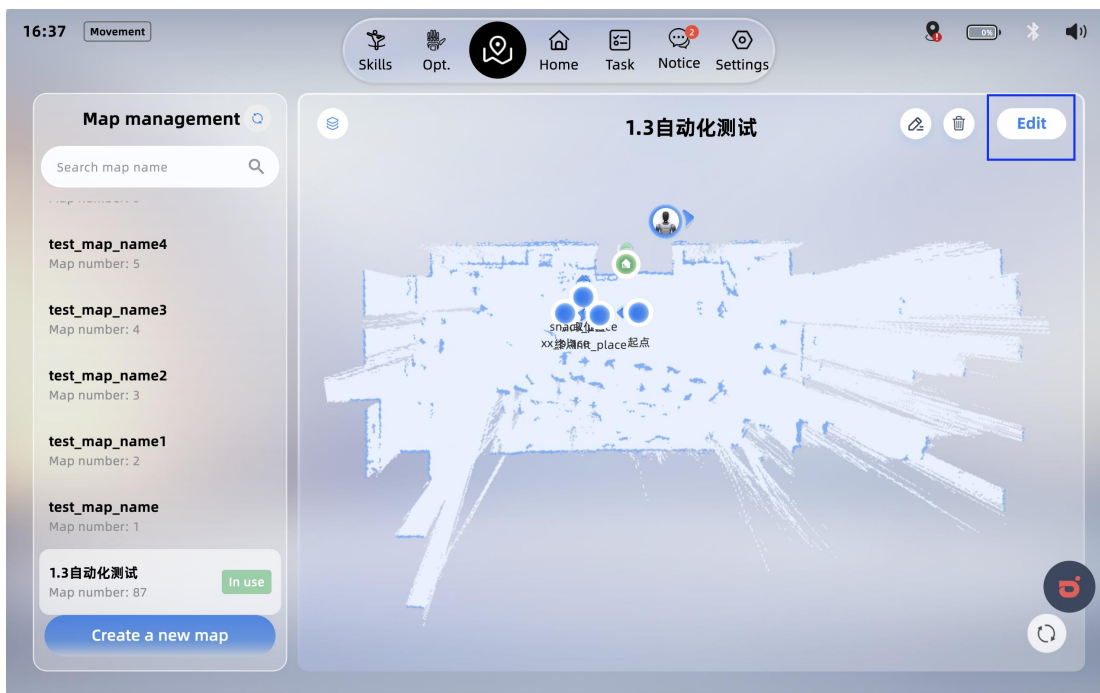 16:37
Movement
Skills
Opt.
Home
Task
2
Notice
Settings
0%
Map management
Search map name
test_map_name4
Map number: 5
test_map_name3
Map number: 4
test_map_name2
Map number: 3
test_map_name1
Map number: 2
test_map_name
Map number: 1
1.3自动化测试
Map number: 87
In use
Create a new map
1.3自动化测试
Edit
起点